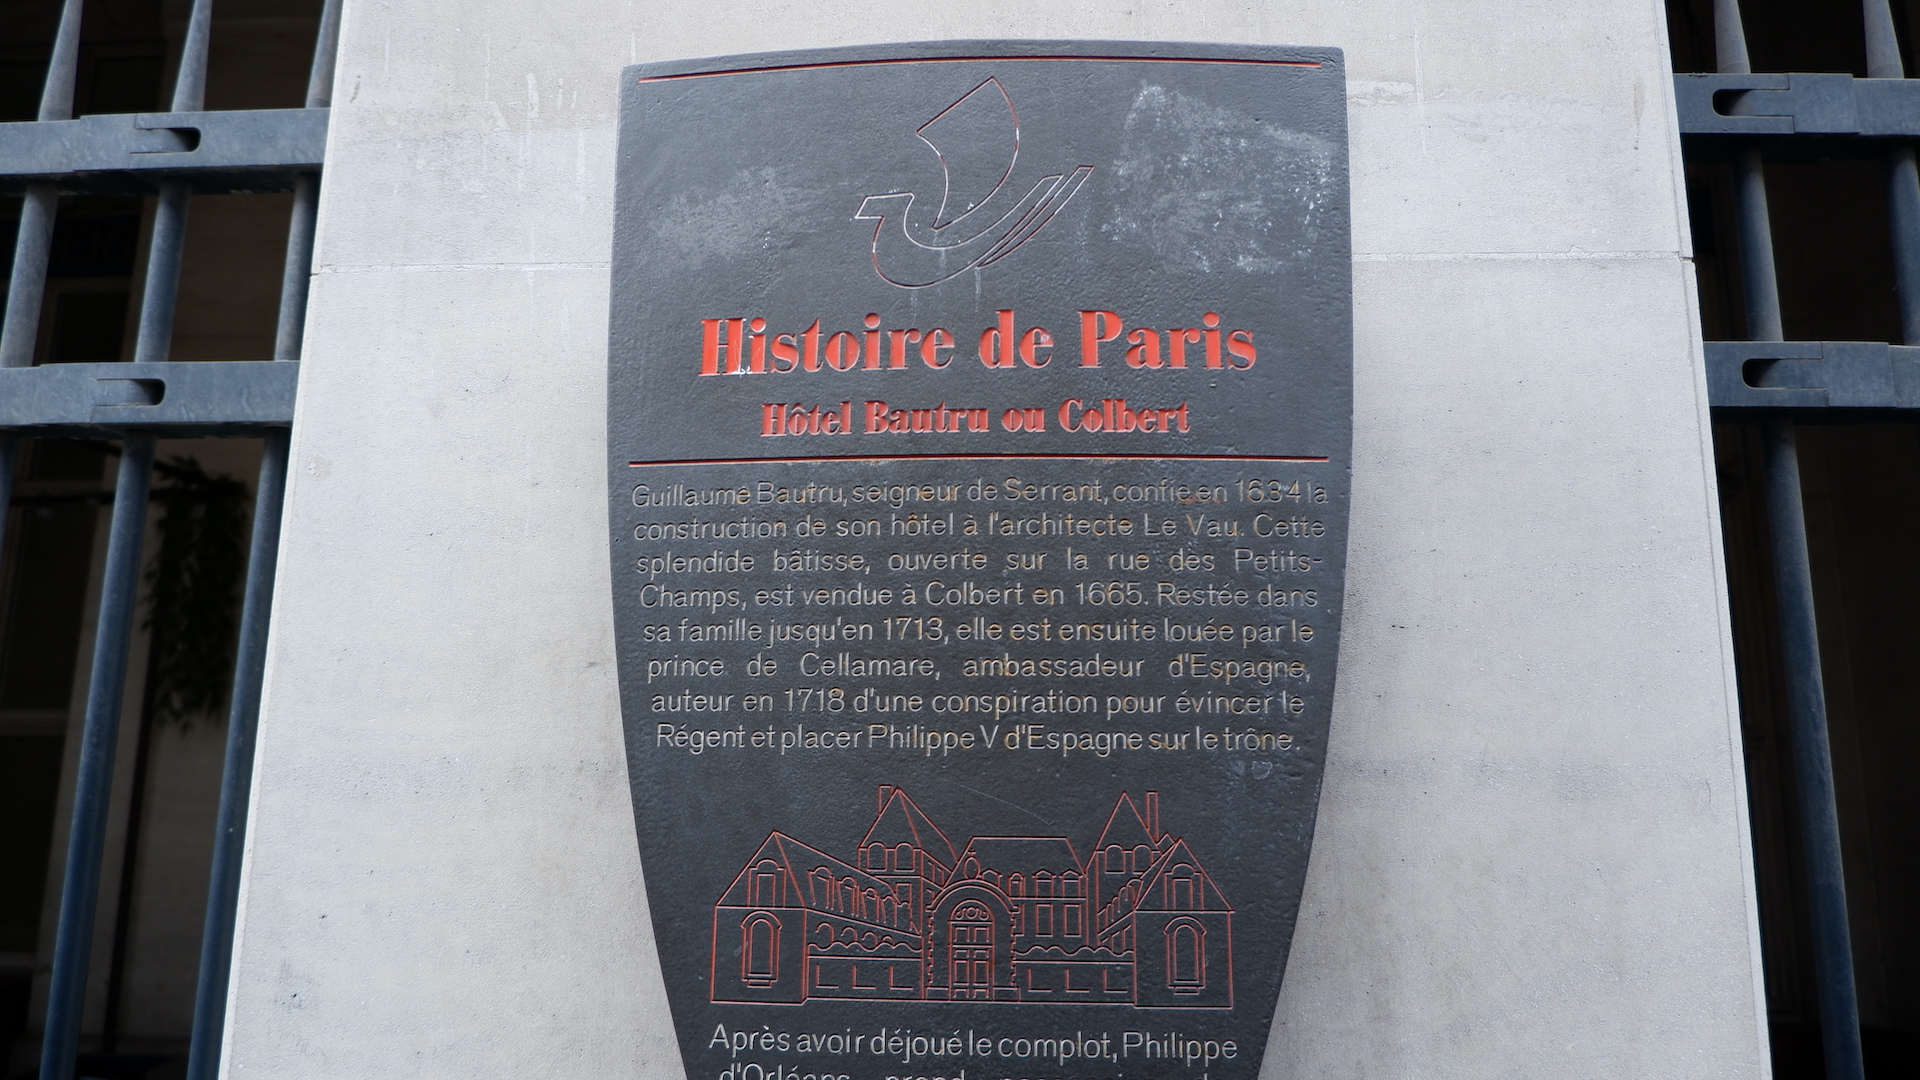 Histoire de Paris
Hôtel Bautru ou Colbert
Guillaume Bautru, seigneur de Serrant, confie en 1634 la
construction de son hôtel à l'architecte Le Vau. Cette
splendide bâtisse, ouverte sur la rue des Petits-
Champs, est vendue à Colbert en 1665. Restée dans
sa famille jusqu'en 1713, elle est ensuite louée par le
prince de Cellamare, ambassadeur d'Espagne,
auteur en 1718 d'une conspiration pour évincer le
Régent et placer Philippe V d'Espagne sur le trône.
Après avoir déjoué le complot, Philippe
d'Orléans prend